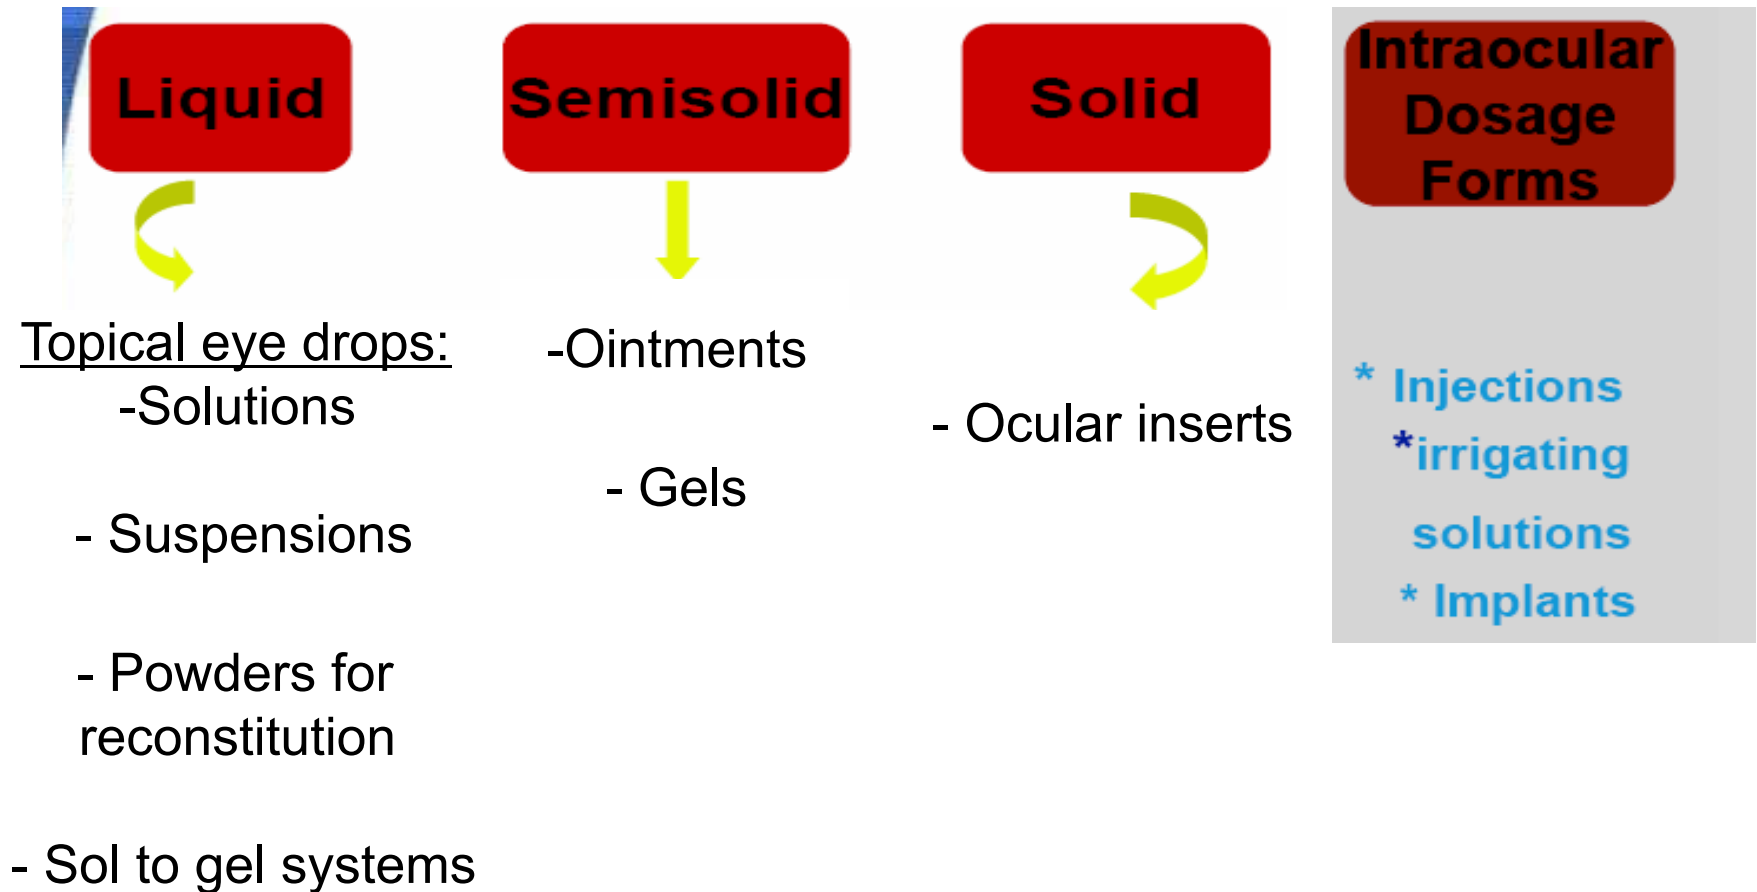 Liquid
Topical eye drops:
-Solutions
- Suspensions
- Powders for
reconstitution
- Sol to gel systems
Semisolid
-Ointments
- Gels
Solid
- Ocular inserts
Intraocular
Dosage
Forms
* Injections
*irrigating
solutions
* Implants